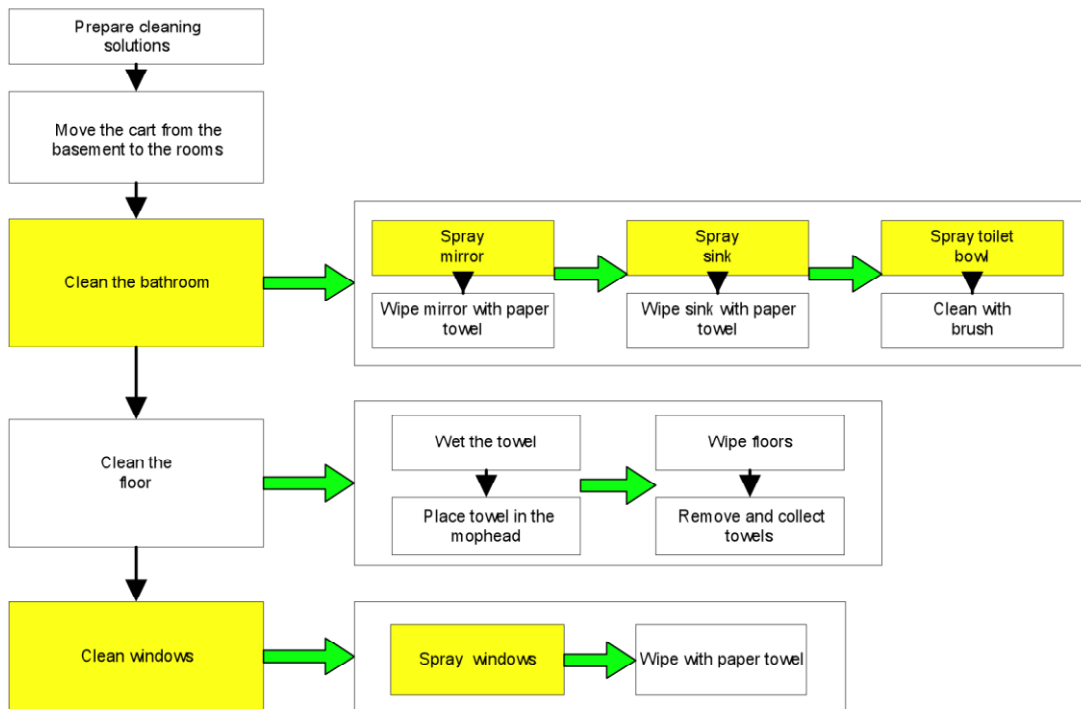 Prepare cleaning
solutions
Move the cart from the
basement to the rooms
Clean the bathroom
Spray
mirror
Wipe mirror with paper
towel
Spray
sink
Wipe sink with paper
towel
Spray toilet
bowl
Clean with
brush
Clean the
floor
Wet the towel
Place towel in the
mophead
Wipe floors
Remove and collect
towels
Clean windows
Spray windows
Wipe with paper towel